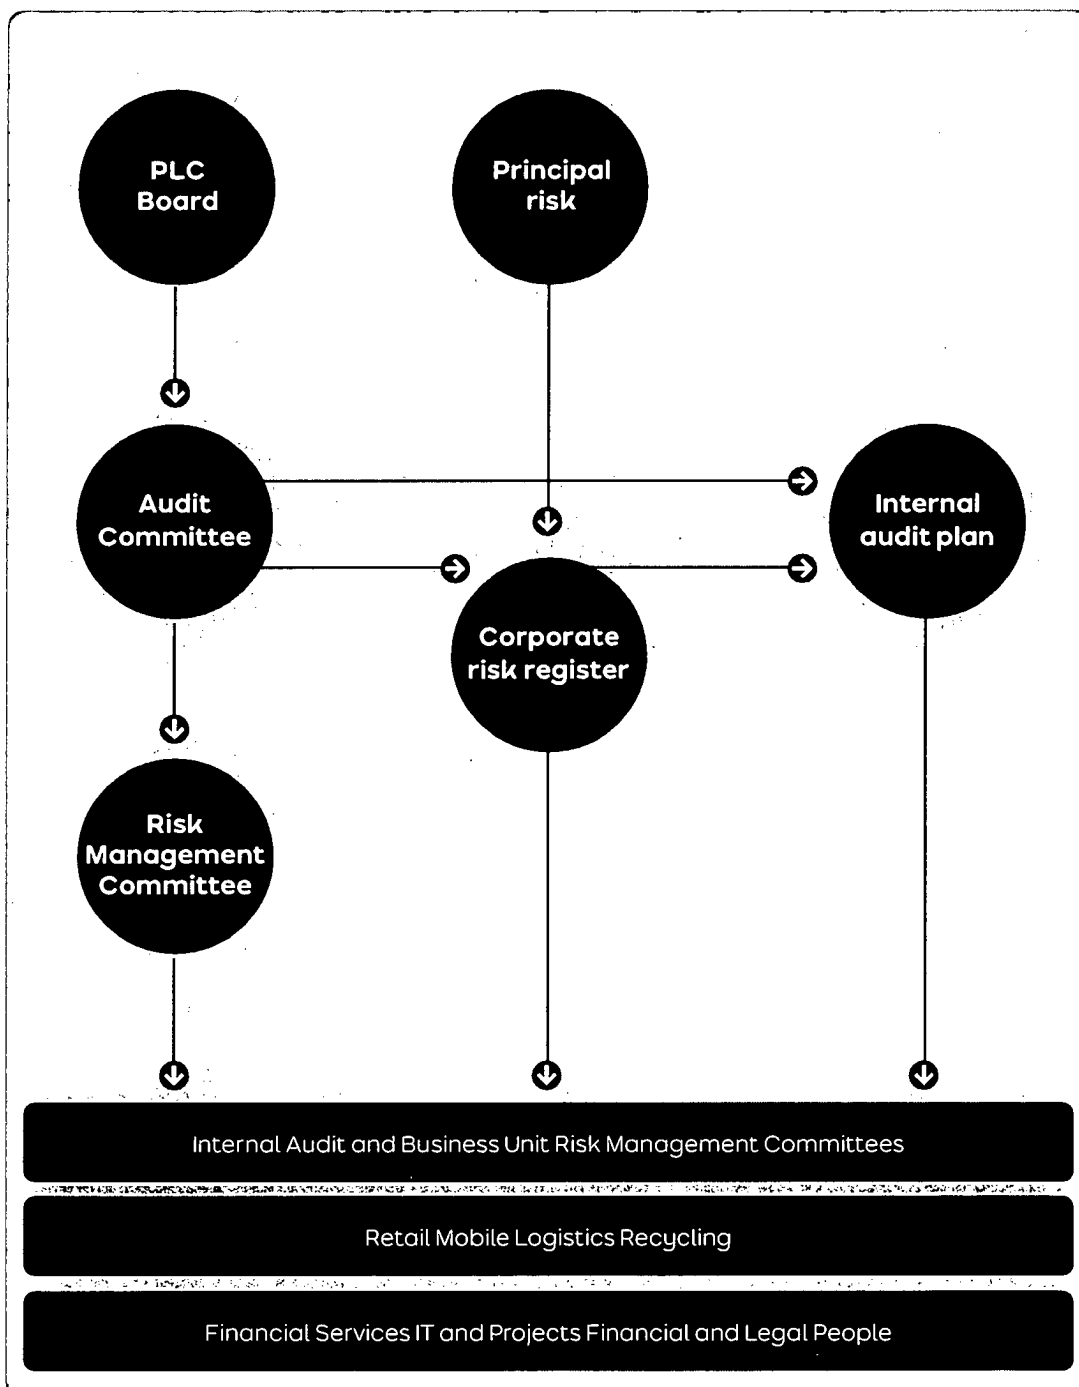 PLC
Board
Principal
risk
Audit
Committee
Internal
audit plan
Corporate
risk register
Risk
Management
Committee
Internal Audit and Business Unit Risk Management Committees
Retail Mobile Logistics Recycling
Financial Services IT and Projects Financial and Legal People